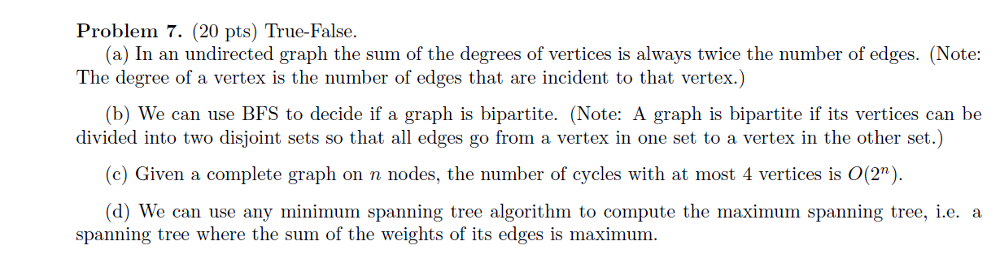 Problem 7. (20 pts) True-False.
(a) In an undirected graph the sum of the degrees of vertices is always twice the number of edges. (Note:
The degree of a vertex is the number of edges that are incident to that vertex.)
(b) We can use BFS to decide if a graph is bipartite. (Note: A graph is bipartite if its vertices can be
divided into two disjoint sets so that all edges go from a vertex in one set to a vertex in the other set.)
(c) Given a complete graph on n nodes, the number of cycles with at most 4 vertices is O(2ⁿ).
(d) We can use any minimum spanning tree algorithm to compute the maximum spanning tree, i.e. a
spanning tree where the sum of the weights of its edges is maximum.